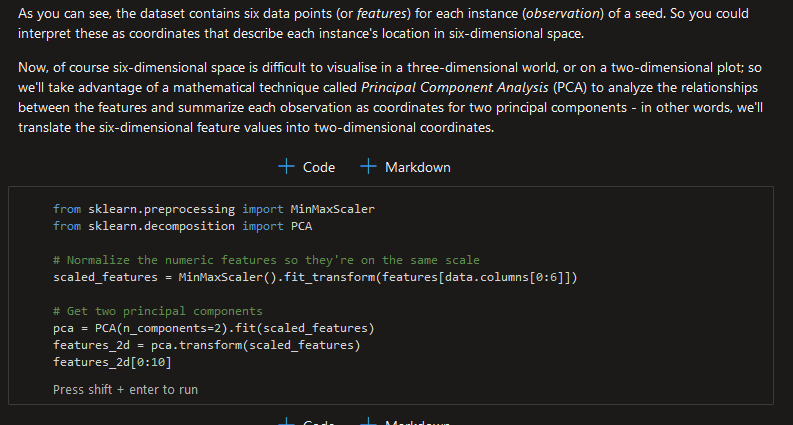 As you can see, the dataset contains six data points (or features) for each instance (observation) of a seed. So you could
interpret these as coordinates that describe each instance's location in six-dimensional space.
Now, of course six-dimensional space is difficult to visualise in a three-dimensional world, or on a two-dimensional plot; so
we'll take advantage of a mathematical technique called Principal Component Analysis (PCA) to analyze the relationships
between the features and summarize each observation as coordinates for two principal components - in other words, we'll
translate the six-dimensional feature values into two-dimensional coordinates.
+ Code + Markdown
from sklearn.preprocessing import MinMaxScaler
from sklearn.decomposition import PCA
# Normalize the numeric features so they're on the same scale
scaled_features = MinMaxScaler().fit_transform(features[data.columns[0:6]])
# Get two principal components
pca = PCA(n_components=2).fit(scaled_features)
features_2d = pca.transform(scaled_features)
features_2d[0:10]
Press shift + enter to run
+ Code + Markdown